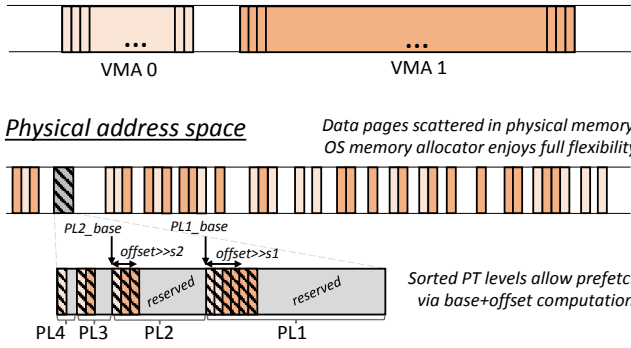 ...
...
VMA 0
VMA 1
Physical address space
Data pages scattered in physical memory
OS memory allocator enjoys full flexibility
PL2_base
PL1_base
offset>>s2
offset>>s1
reserved
reserved
Sorted PT levels allow prefetc
via base+offset computation
PL4
PL3
PL2
PL1